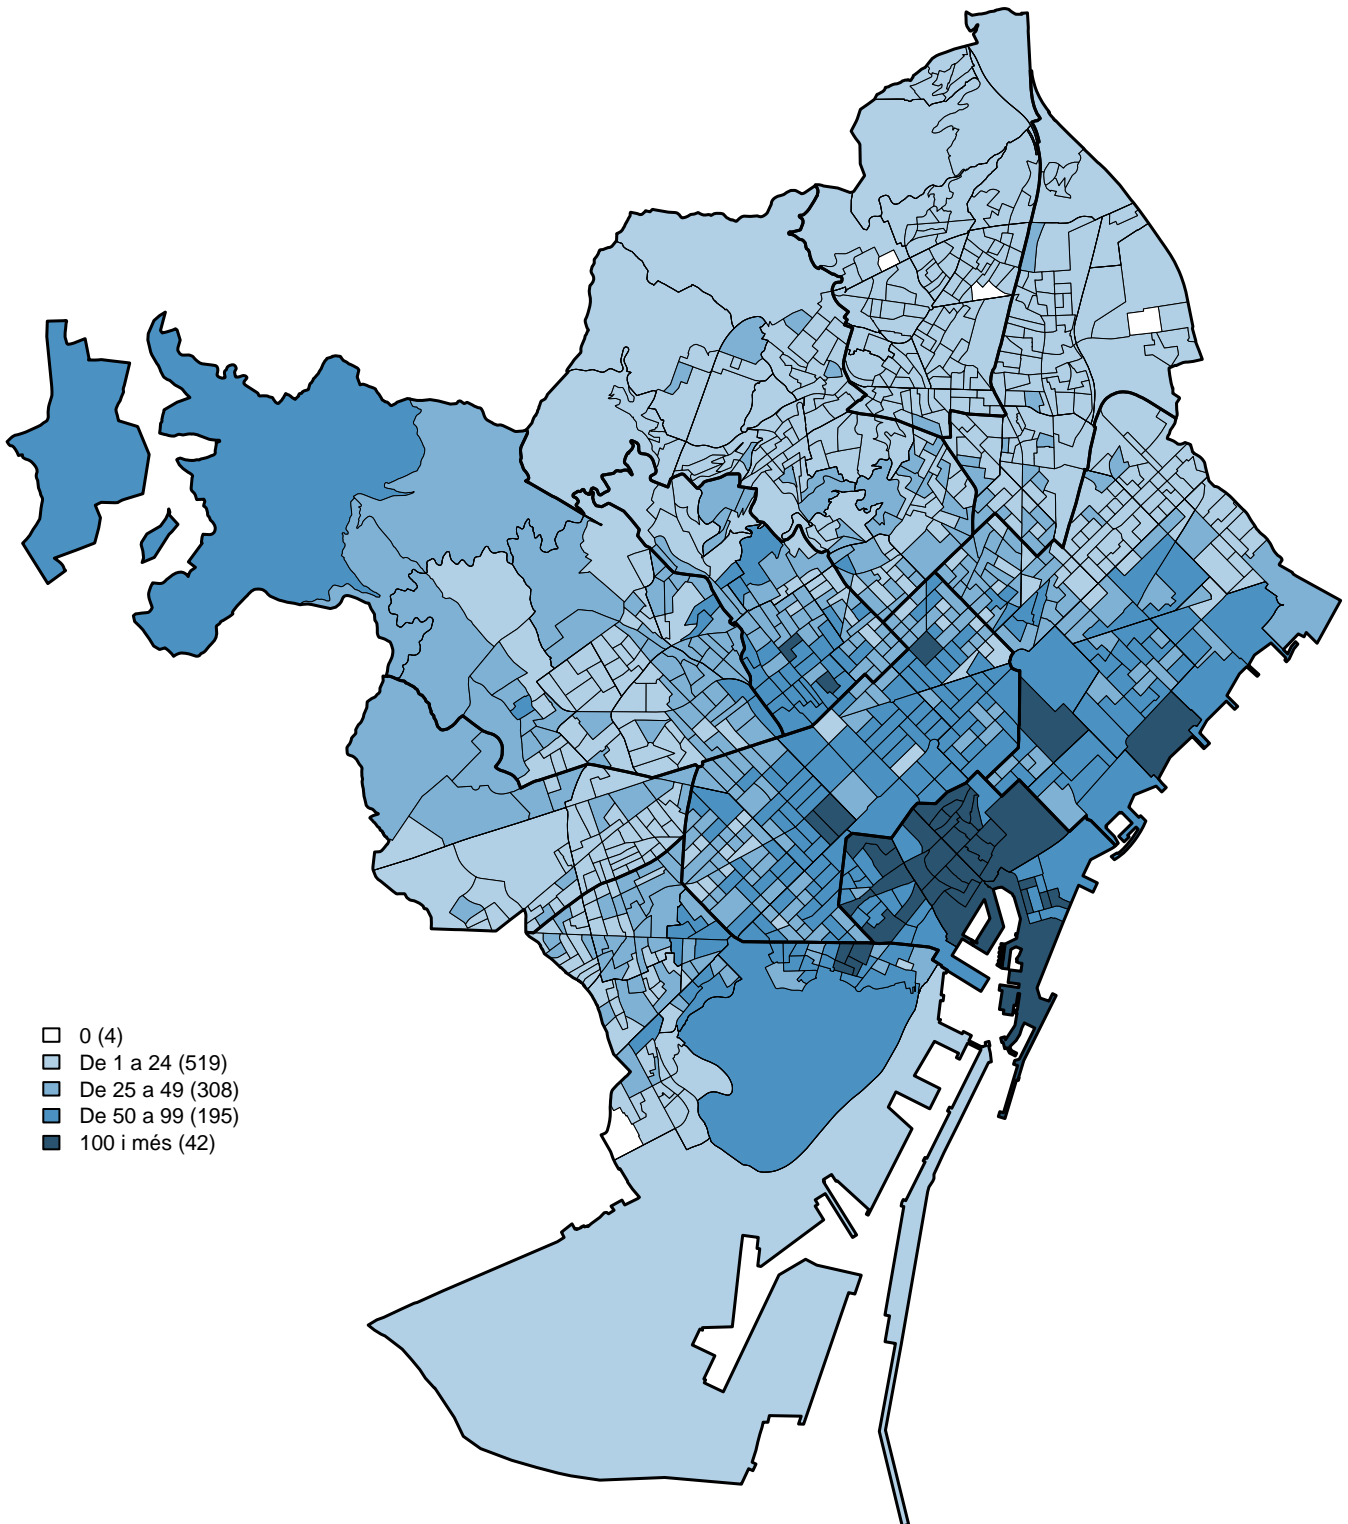 0 (4)
De 1 a 24 (519)
De 25 a 49 (308)
De 50 a 99 (195)
100 i més (42)